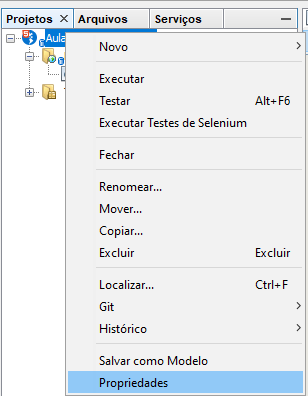 Projetos
Arquivos
Serviços
Aula
Novo
Executar
Testar Alt+F6
Executar Testes de Selenium
Fechar
Renomear...
Mover...
Copiar...
Excluir Excluir
Localizar... Ctrl+F
Git
Histórico
Salvar como Modelo
Propriedades